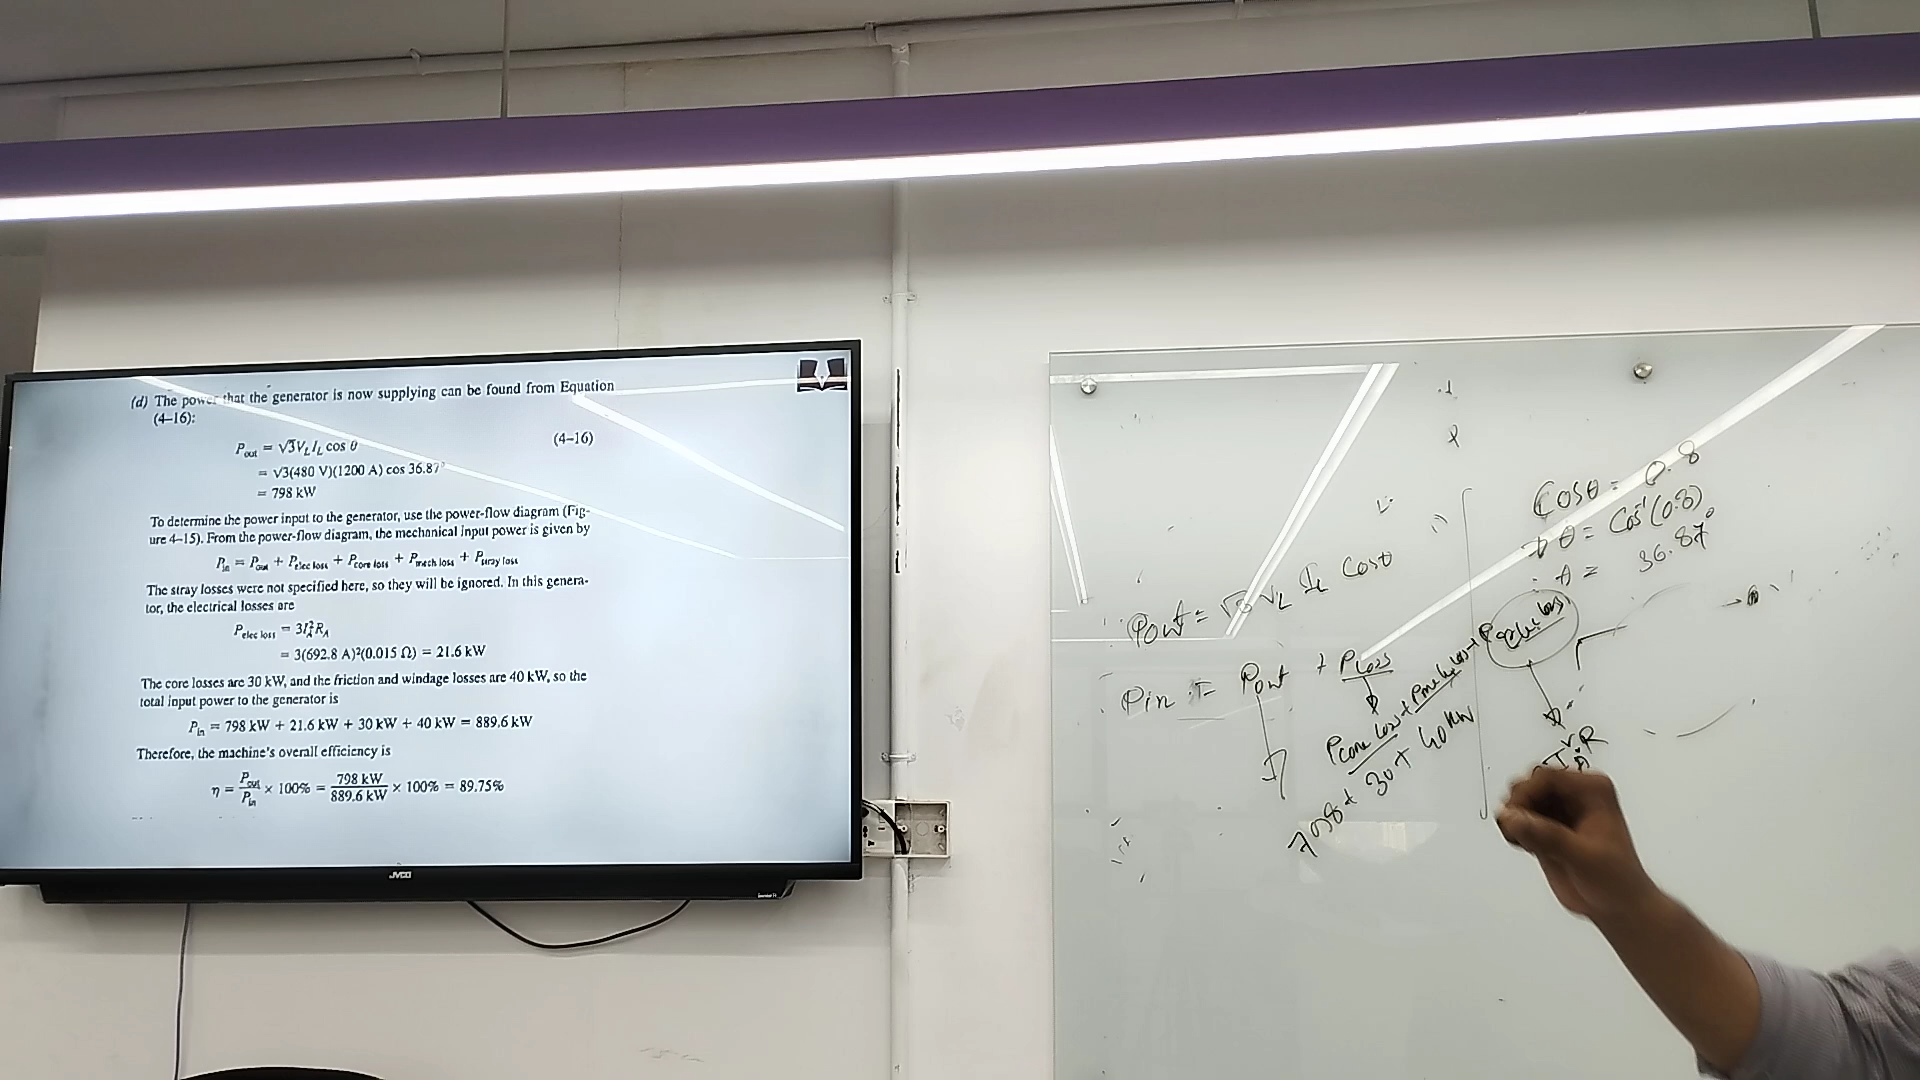 (d) The power that the generator is now supplying can be found from Equation
(4–16):
P_out = √3V_L I_L cos θ (4–16)
= √3(480 V)(1200 A) cos 36.87°
= 798 kW
To determine the power input to the generator, use the power-flow diagram (Fig-
ure 4–15). From the power-flow diagram, the mechanical input power is given by
P_in = P_out + P_elec loss + P_core loss + P_mech loss + P_stray loss
The stray losses were not specified here, so they will be ignored. In this genera-
tor, the electrical losses are
P_elec loss = 3I_A²R_A
= 3(692.8 A)²(0.015 Ω) = 21.6 kW
The core losses are 30 kW, and the friction and windage losses are 40 kW, so the
total input power to the generator is
P_in = 798 kW + 21.6 kW + 30 kW + 40 kW = 889.6 kW
Therefore, the machine's overall efficiency is
η = P_out/P_in × 100% = 798 kW/889.6 kW × 100% = 89.75%
JVCO
Cosθ = 0.8
θ = Cos⁻¹(0.8)
= 36.87°
Pout = √3 V_L I_L Cosθ
Pin = Pout + PLoss
Pcore Loss + Pmech Loss + Pelec loss
798 + 30 + 40 kW